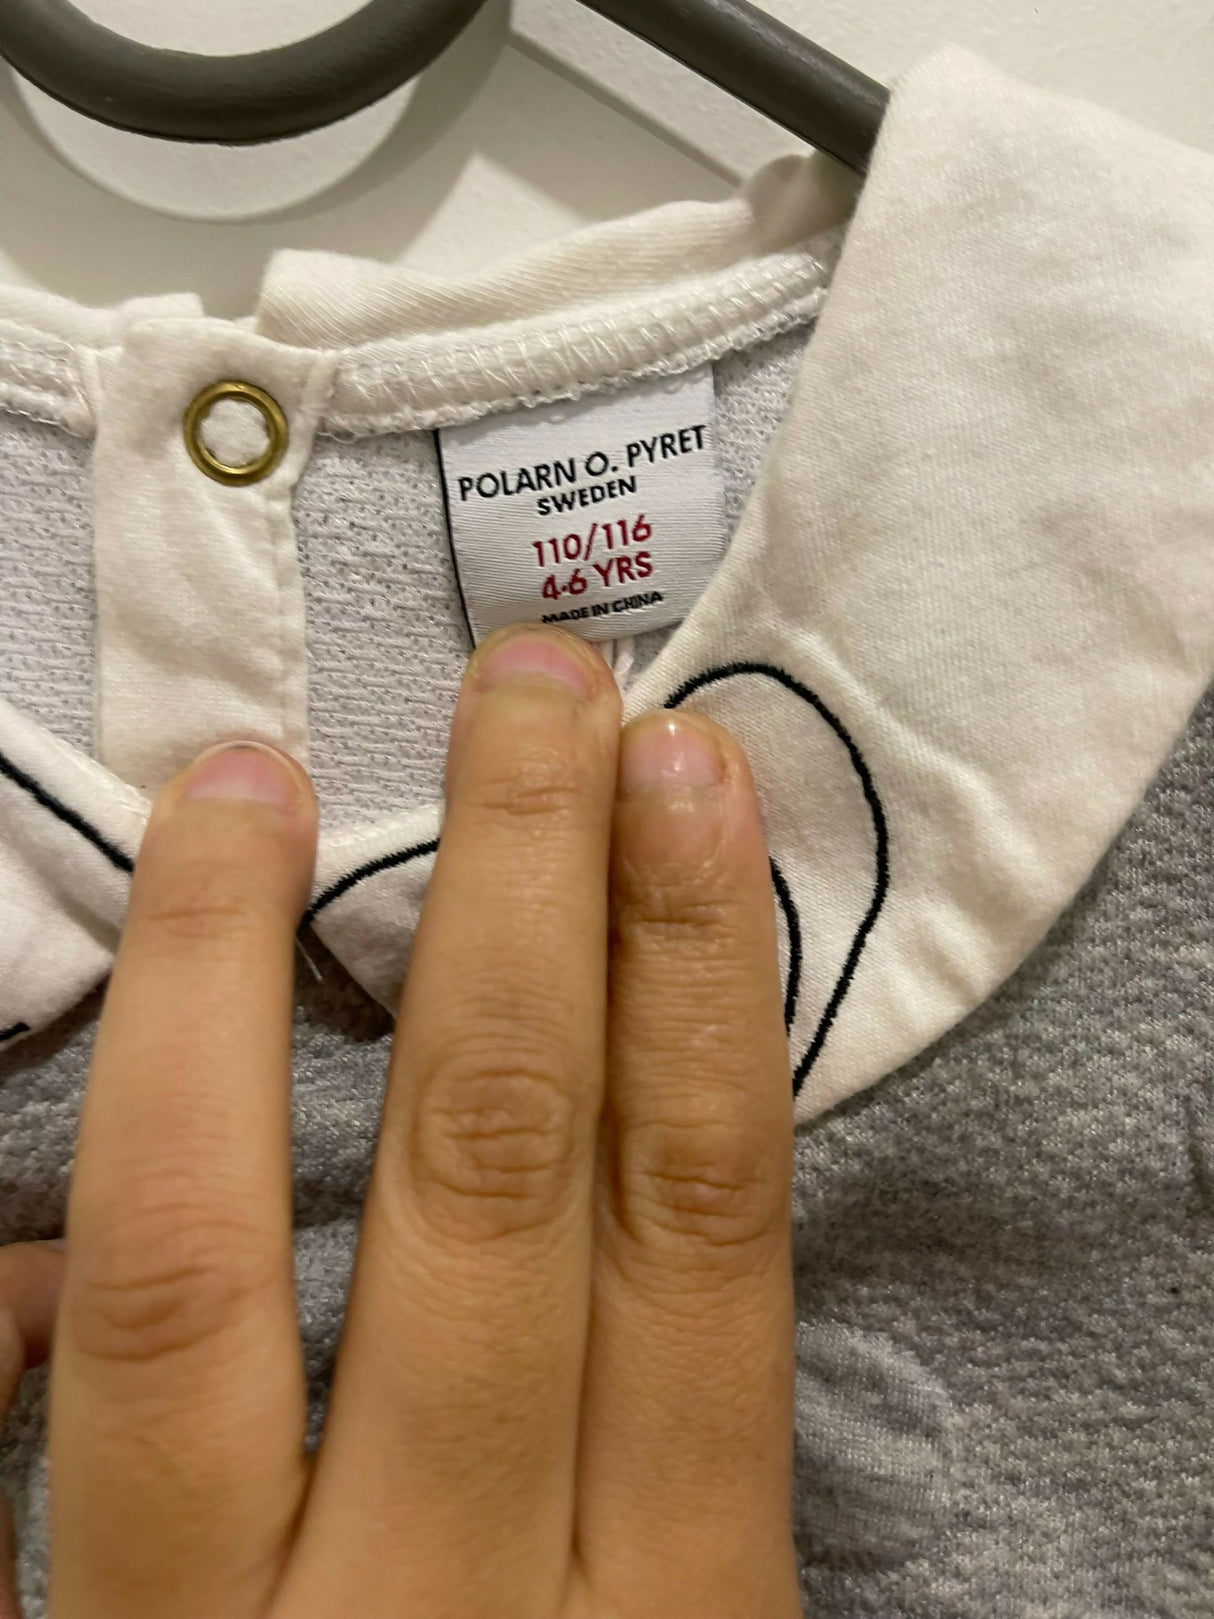 POLARN O. PYRET
SWEDEN
110/116
4-6 YRS
MADE IN CHINA